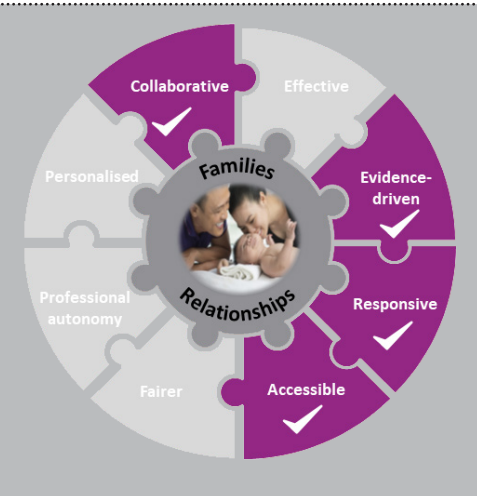 Collaborative
Effective
Personalised
Families
Evidence-
driven
Relationships
Professional
autonomy
Responsive
Fairer
Accessible